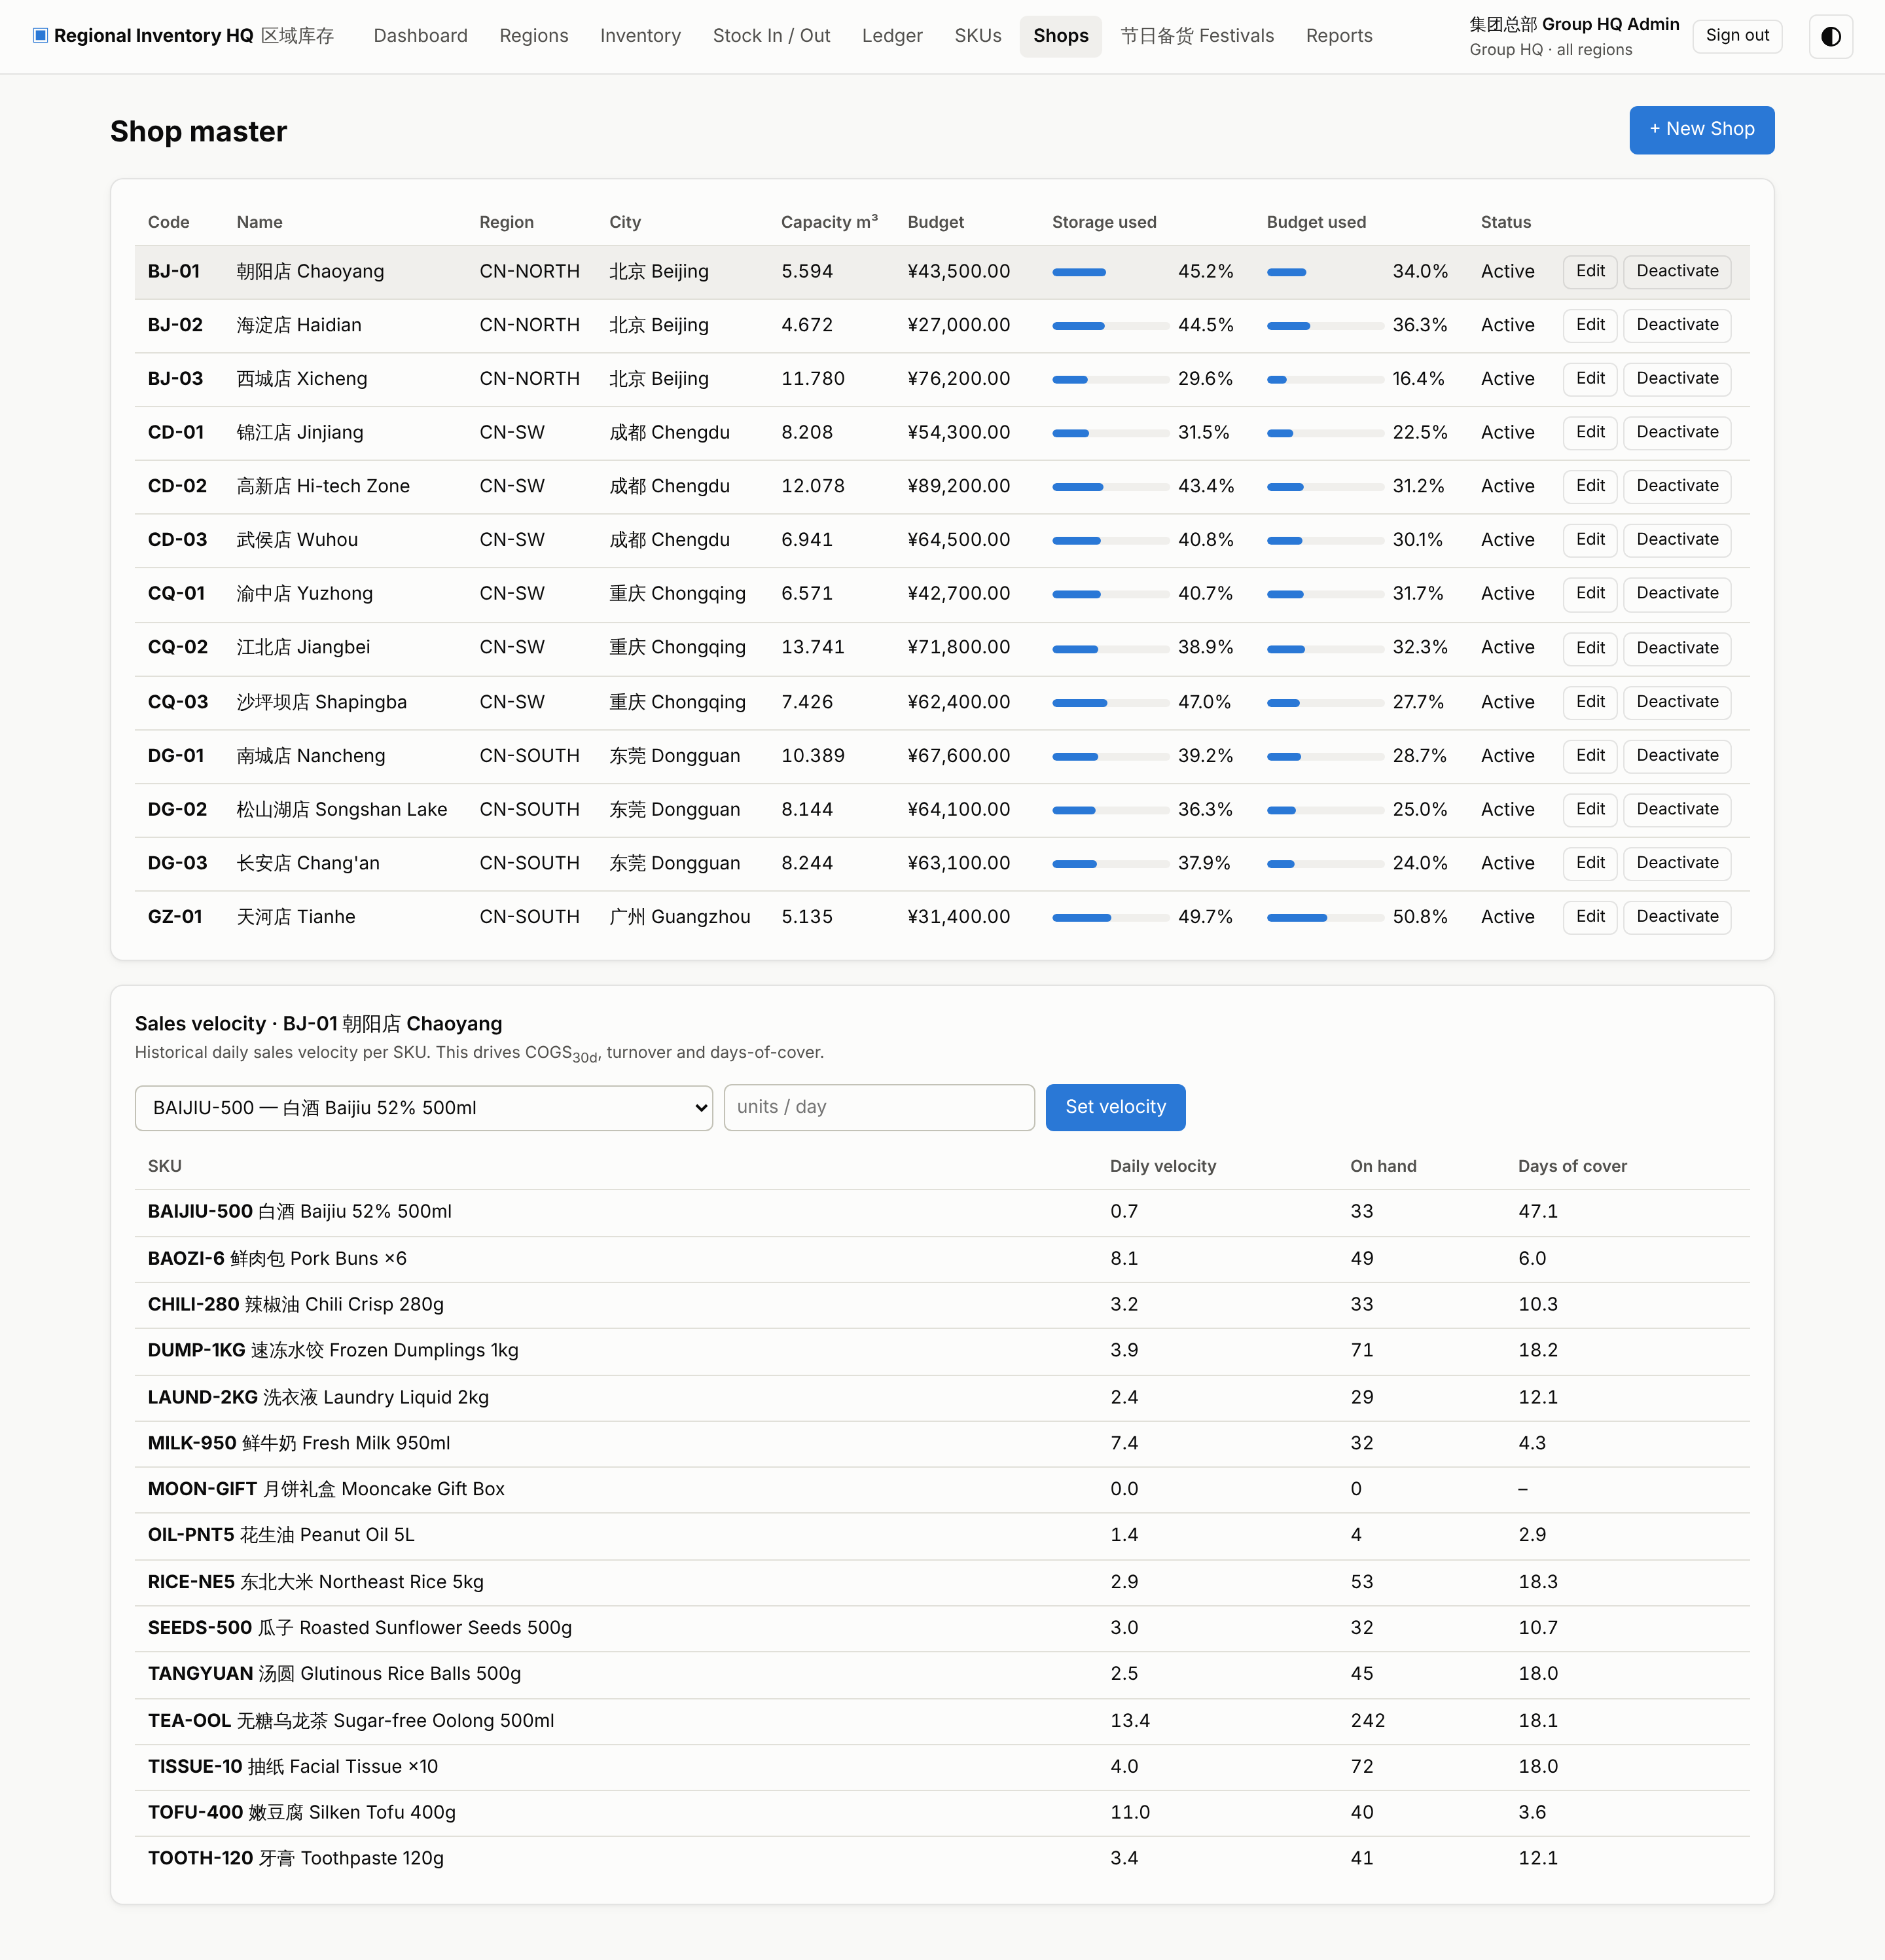 Regional Inventory HQ 区域库存 Dashboard Regions Inventory Stock In / Out Ledger SKUs Shops 节日备货 Festivals Reports 集团总部 Group HQ Admin Sign out
Group HQ · all regions
Shop master + New Shop
Code Name Region City Capacity m³ Budget Storage used Budget used Status
BJ-01 朝阳店 Chaoyang CN-NORTH 北京 Beijing 5.594 ¥43,500.00 45.2% 34.0% Active Edit Deactivate
BJ-02 海淀店 Haidian CN-NORTH 北京 Beijing 4.672 ¥27,000.00 44.5% 36.3% Active Edit Deactivate
BJ-03 西城店 Xicheng CN-NORTH 北京 Beijing 11.780 ¥76,200.00 29.6% 16.4% Active Edit Deactivate
CD-01 锦江店 Jinjiang CN-SW 成都 Chengdu 8.208 ¥54,300.00 31.5% 22.5% Active Edit Deactivate
CD-02 高新店 Hi-tech Zone CN-SW 成都 Chengdu 12.078 ¥89,200.00 43.4% 31.2% Active Edit Deactivate
CD-03 武侯店 Wuhou CN-SW 成都 Chengdu 6.941 ¥64,500.00 40.8% 30.1% Active Edit Deactivate
CQ-01 渝中店 Yuzhong CN-SW 重庆 Chongqing 6.571 ¥42,700.00 40.7% 31.7% Active Edit Deactivate
CQ-02 江北店 Jiangbei CN-SW 重庆 Chongqing 13.741 ¥71,800.00 38.9% 32.3% Active Edit Deactivate
CQ-03 沙坪坝店 Shapingba CN-SW 重庆 Chongqing 7.426 ¥62,400.00 47.0% 27.7% Active Edit Deactivate
DG-01 南城店 Nancheng CN-SOUTH 东莞 Dongguan 10.389 ¥67,600.00 39.2% 28.7% Active Edit Deactivate
DG-02 松山湖店 Songshan Lake CN-SOUTH 东莞 Dongguan 8.144 ¥64,100.00 36.3% 25.0% Active Edit Deactivate
DG-03 长安店 Chang'an CN-SOUTH 东莞 Dongguan 8.244 ¥63,100.00 37.9% 24.0% Active Edit Deactivate
GZ-01 天河店 Tianhe CN-SOUTH 广州 Guangzhou 5.135 ¥31,400.00 49.7% 50.8% Active Edit Deactivate
Sales velocity · BJ-01 朝阳店 Chaoyang
Historical daily sales velocity per SKU. This drives COGS30d, turnover and days-of-cover.
BAIJIU-500 — 白酒 Baijiu 52% 500ml units / day Set velocity
SKU Daily velocity On hand Days of cover
BAIJIU-500 白酒 Baijiu 52% 500ml 0.7 33 47.1
BAOZI-6 鲜肉包 Pork Buns ×6 8.1 49 6.0
CHILI-280 辣椒油 Chili Crisp 280g 3.2 33 10.3
DUMP-1KG 速冻水饺 Frozen Dumplings 1kg 3.9 71 18.2
LAUND-2KG 洗衣液 Laundry Liquid 2kg 2.4 29 12.1
MILK-950 鲜牛奶 Fresh Milk 950ml 7.4 32 4.3
MOON-GIFT 月饼礼盒 Mooncake Gift Box 0.0 0 –
OIL-PNT5 花生油 Peanut Oil 5L 1.4 4 2.9
RICE-NE5 东北大米 Northeast Rice 5kg 2.9 53 18.3
SEEDS-500 瓜子 Roasted Sunflower Seeds 500g 3.0 32 10.7
TANGYUAN 汤圆 Glutinous Rice Balls 500g 2.5 45 18.0
TEA-OOL 无糖乌龙茶 Sugar-free Oolong 500ml 13.4 242 18.1
TISSUE-10 抽纸 Facial Tissue ×10 4.0 72 18.0
TOFU-400 嫩豆腐 Silken Tofu 400g 11.0 40 3.6
TOOTH-120 牙膏 Toothpaste 120g 3.4 41 12.1